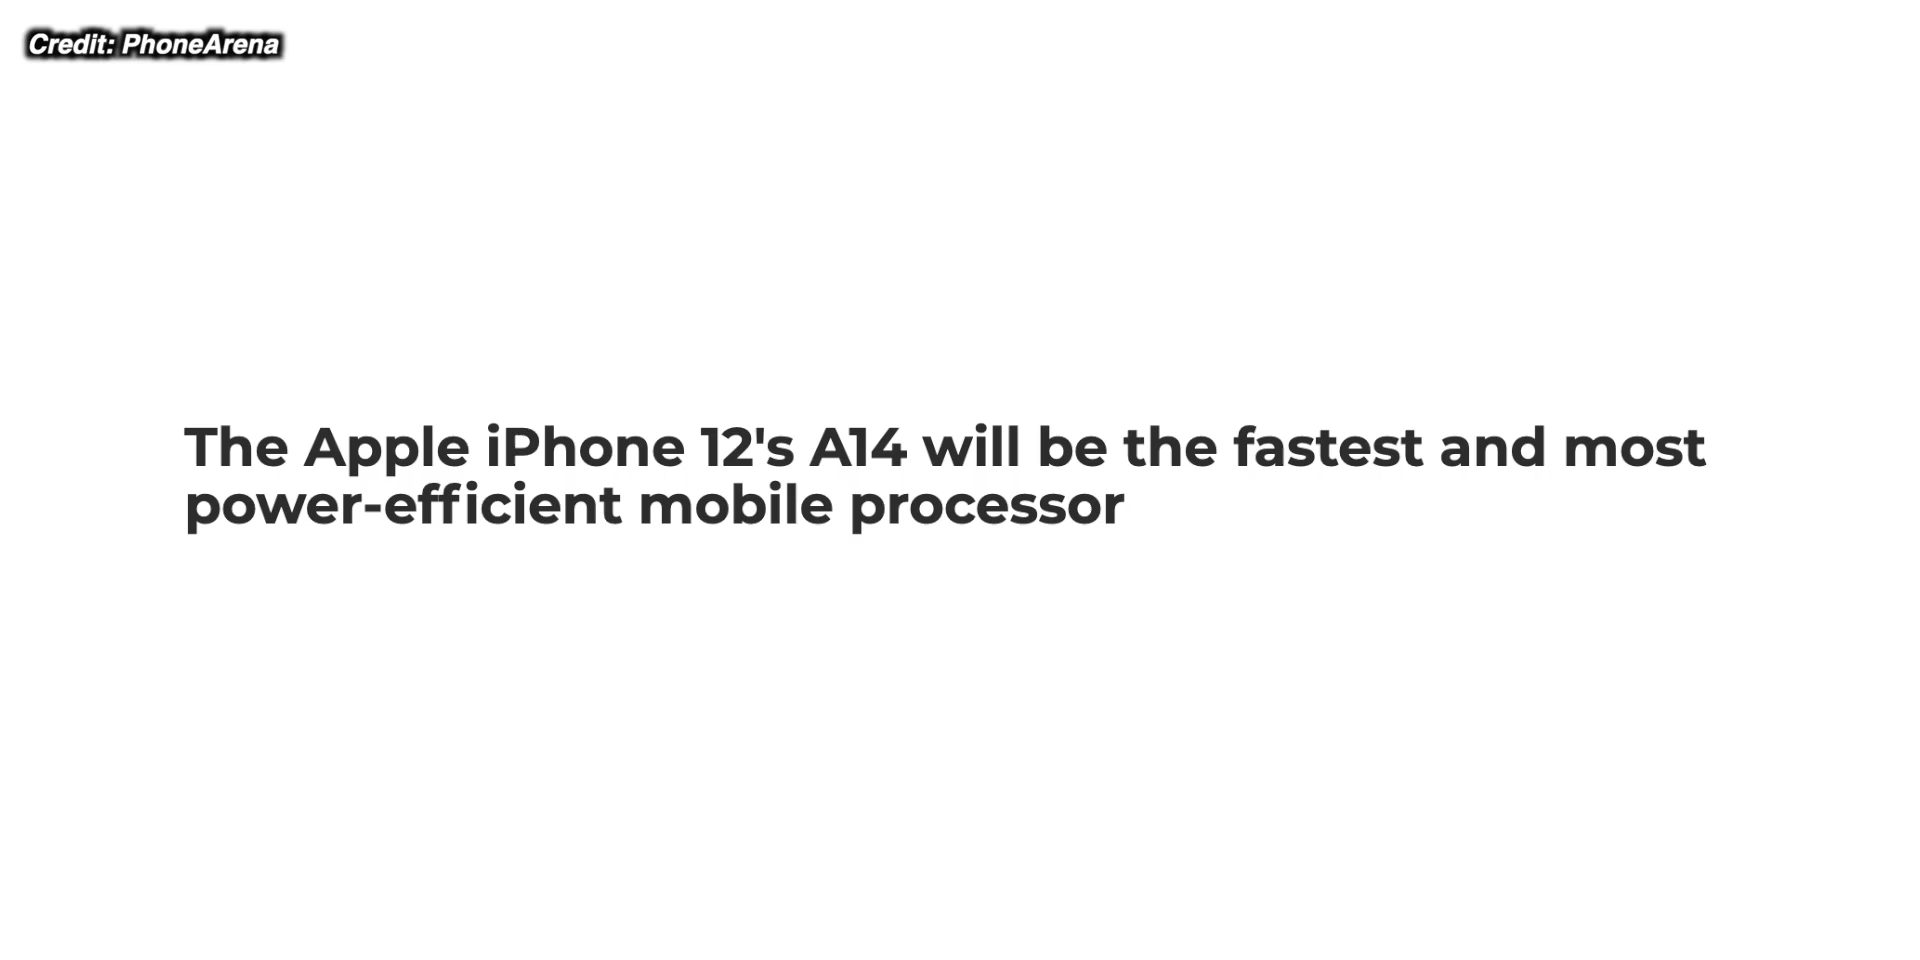 Credit: PhoneArena
The Apple iPhone 12's A14 will be the fastest and most
power-efficient mobile processor